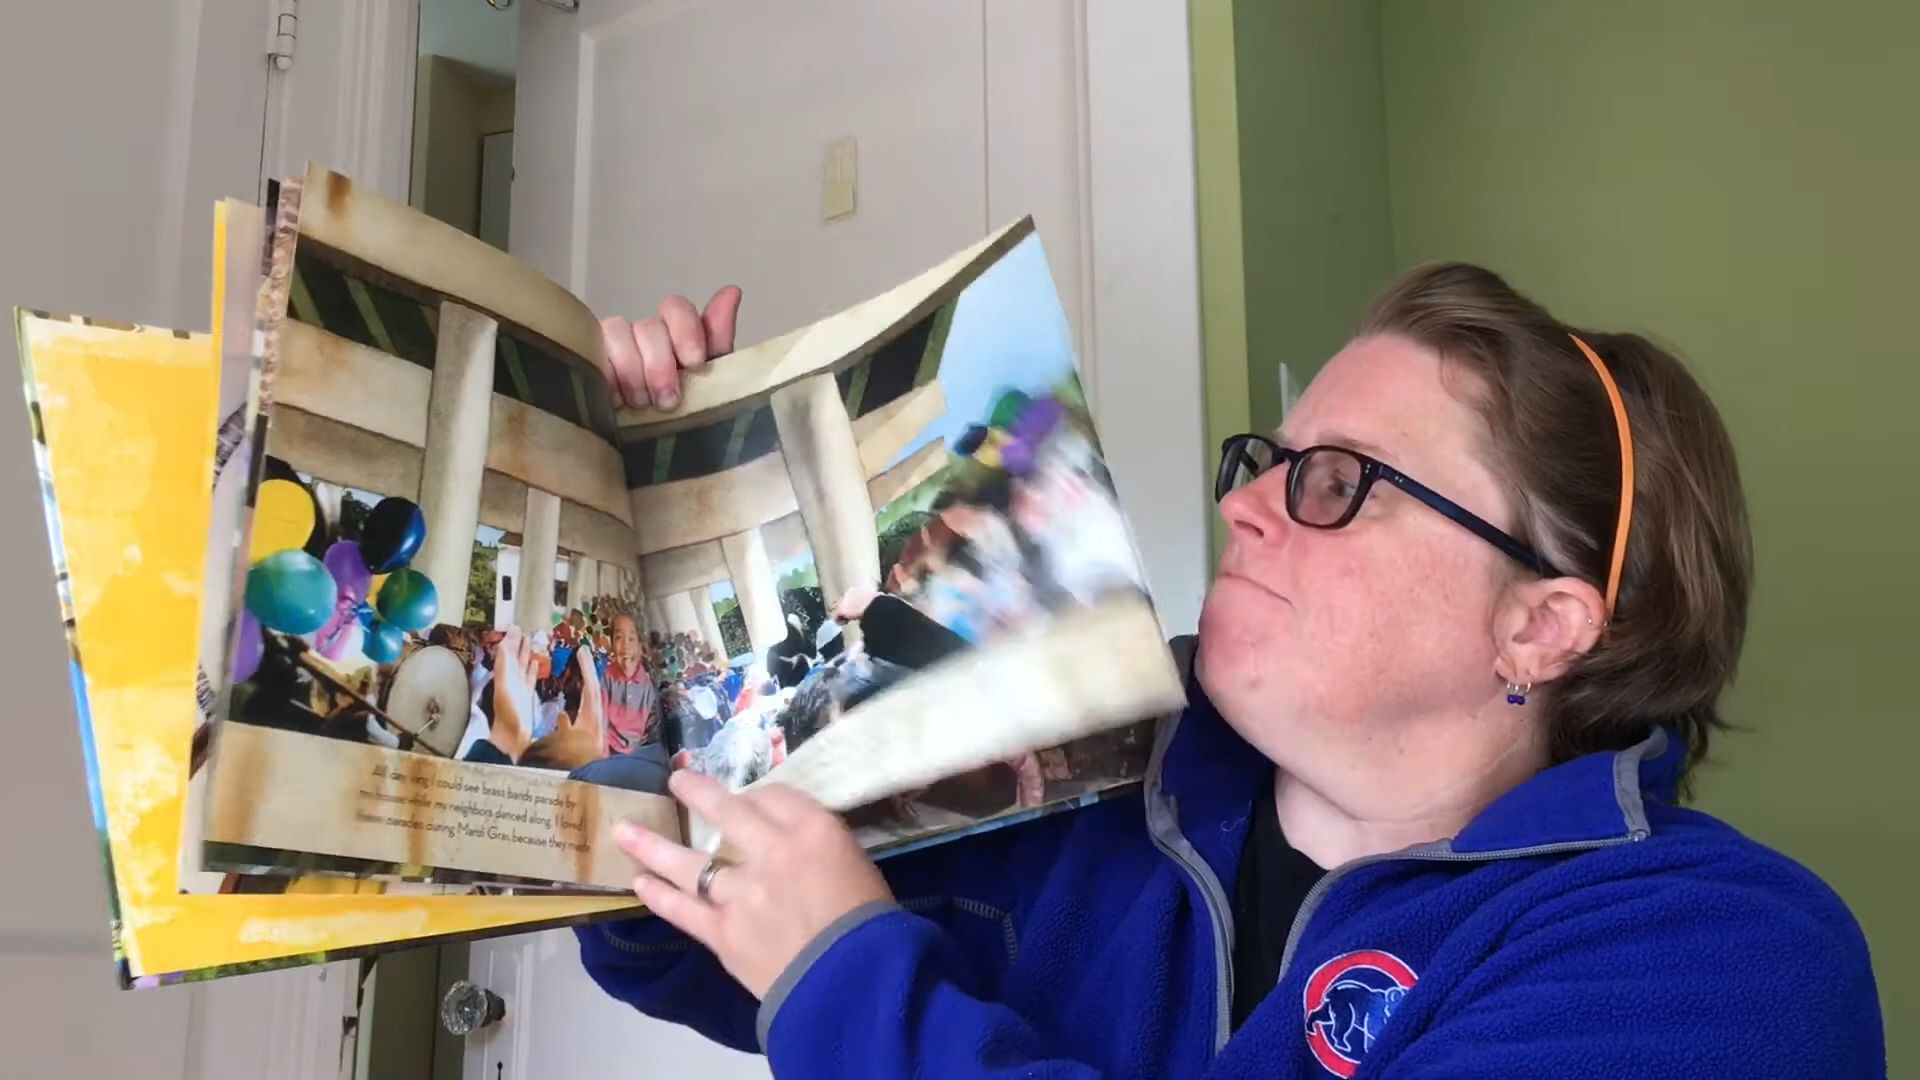 All day long I could see brass bands parade by
my house while my neighbors danced along. I loved
these parades during Mardi Gras because they made